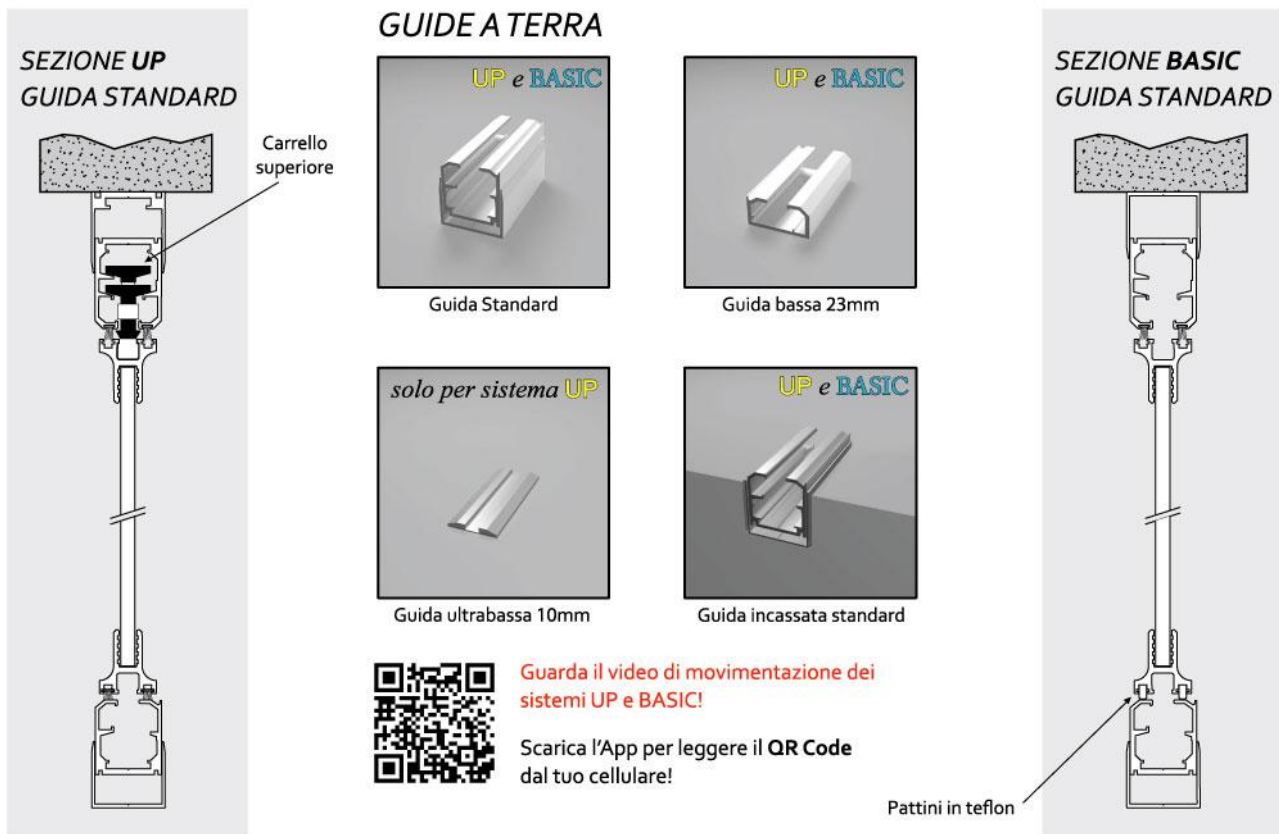 SEZIONE UP
GUIDA STANDARD
Carrello
superiore
GUIDE A TERRA
UP e BASIC
Guida Standard
UP e BASIC
Guida bassa 23mm
solo per sistema UP
Guida ultrabassa 10mm
UP e BASIC
Guida incassata standard
Guarda il video di movimentazione dei
sistemi UP e BASIC!
Scarica l'App per leggere il QR Code
dal tuo cellulare!
SEZIONE BASIC
GUIDA STANDARD
Pattini in teflon